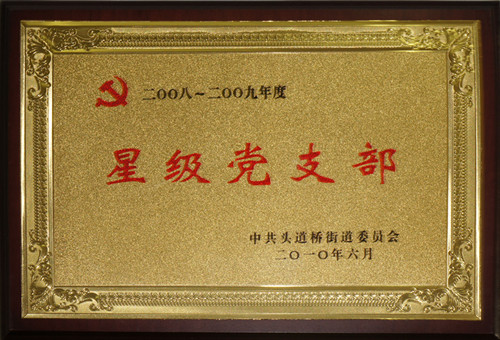 二〇〇八～二〇〇九年度
星级党支部
中共头道桥街道委员会
二〇一〇年六月